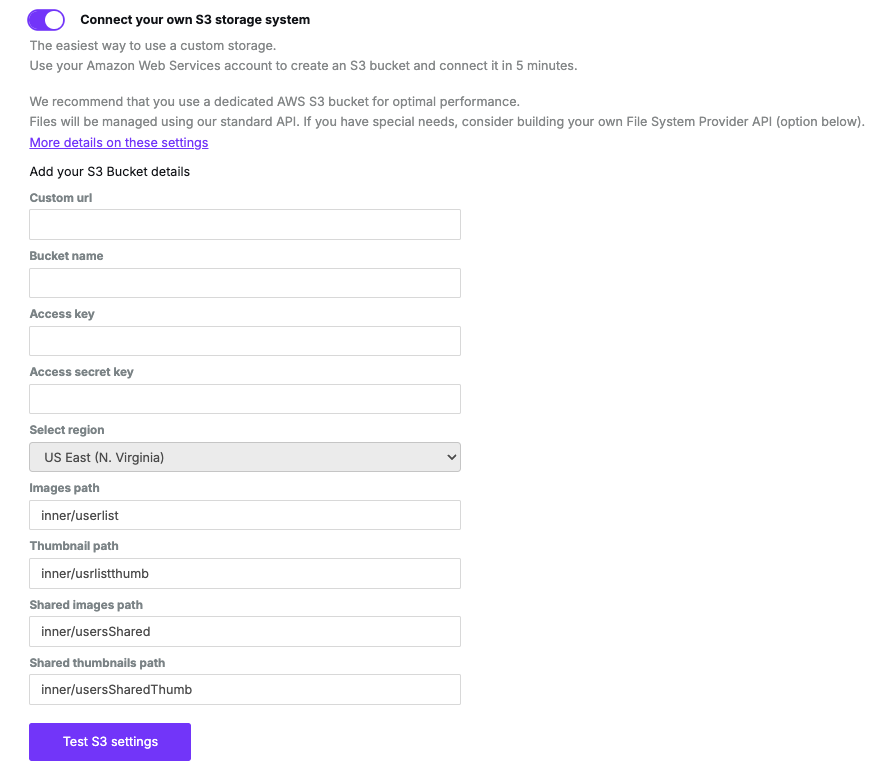 Connect your own S3 storage system
The easiest way to use a custom storage.
Use your Amazon Web Services account to create an S3 bucket and connect it in 5 minutes.
We recommend that you use a dedicated AWS S3 bucket for optimal performance.
Files will be managed using our standard API. If you have special needs, consider building your own File System Provider API (option below).
More details on these settings
Add your S3 Bucket details
Custom url
Bucket name
Access key
Access secret key
Select region
US East (N. Virginia)
Images path
inner/userlist
Thumbnail path
inner/usrlistthumb
Shared images path
inner/usersShared
Shared thumbnails path
inner/usersSharedThumb
Test S3 settings